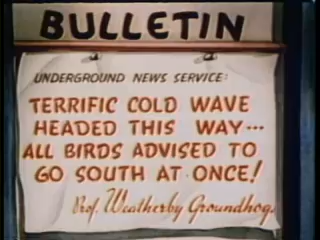 BULLETIN
UNDERGROUND NEWS SERVICE:
TERRIFIC COLD WAVE
HEADED THIS WAY---
ALL BIRDS ADVISED TO
GO SOUTH AT ONCE!
Prof. Weatherby Groundhog.